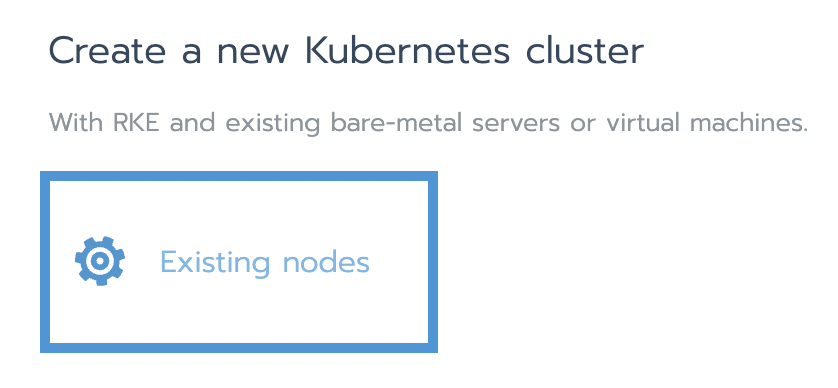 Create a new Kubernetes cluster
With RKE and existing bare-metal servers or virtual machines.
Existing nodes